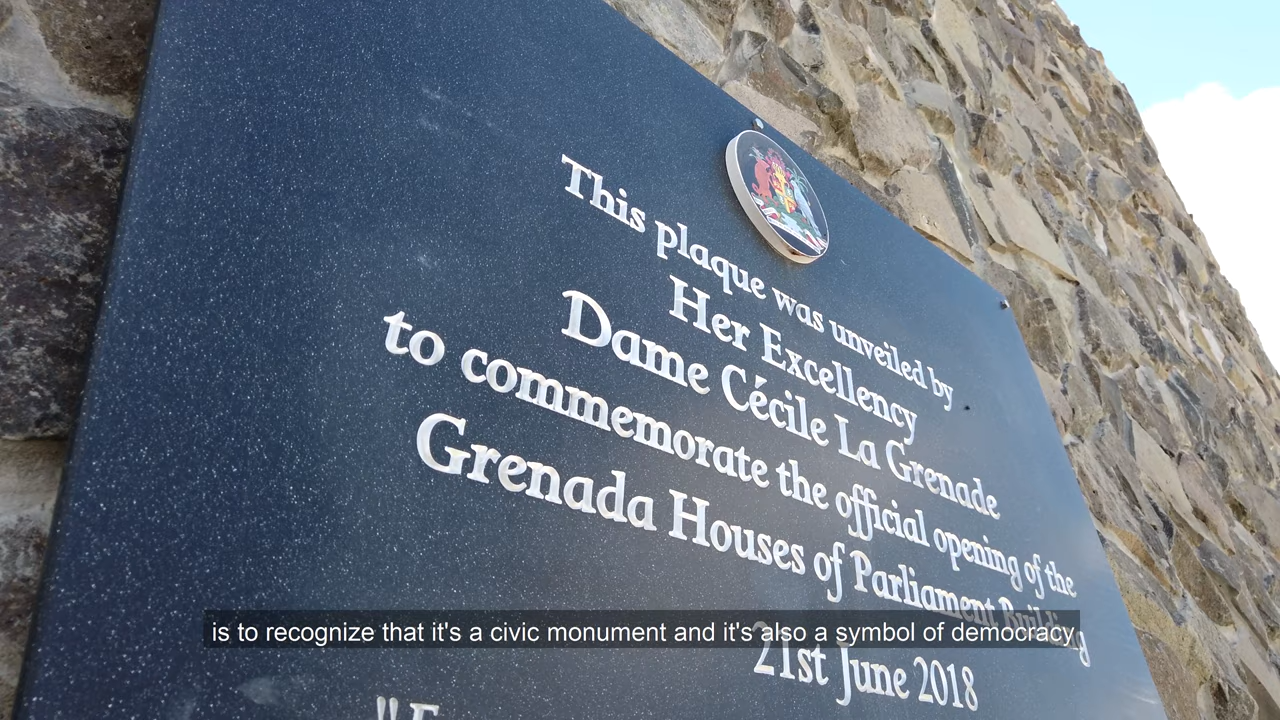 This plaque was unveiled by
Her Excellency
Dame Cécile La Grenade
to commemorate the official opening of the
Grenada Houses of Parliament Building
is to recognize that it's a civic monument and it's also a symbol of democracy
21st June 2018